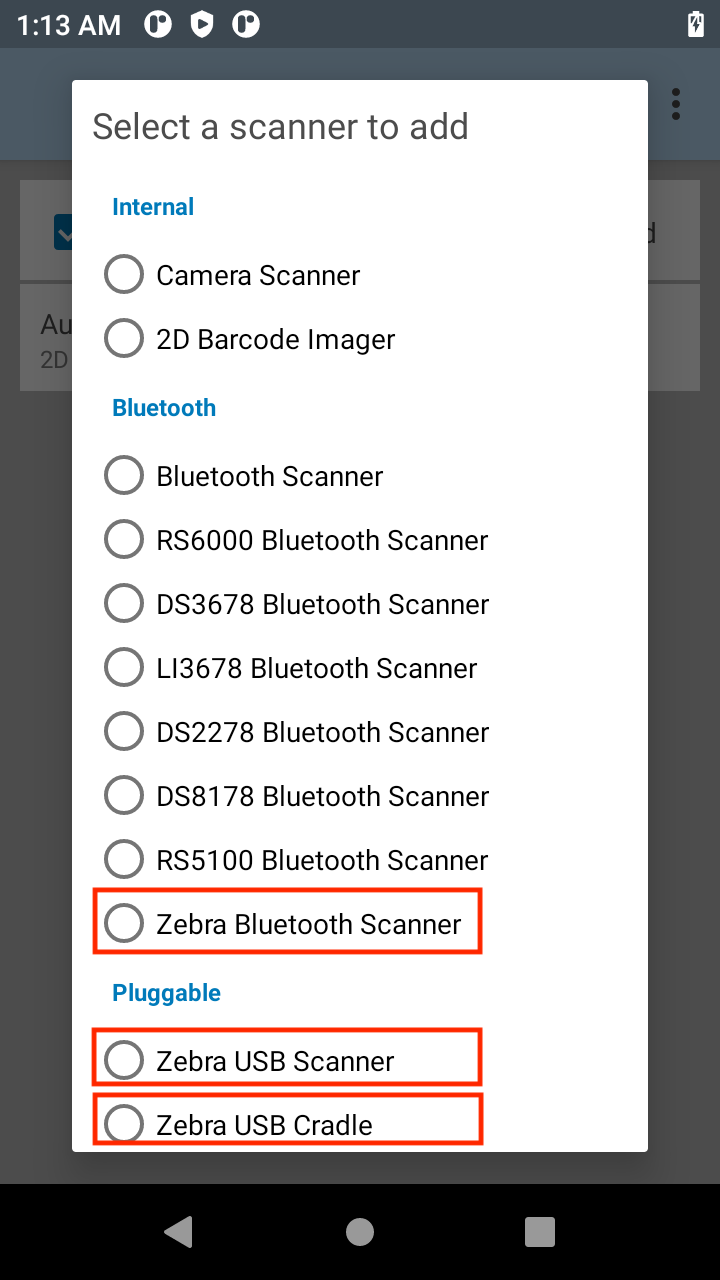 1:13 AM
Select a scanner to add
Internal
Camera Scanner
2D Barcode Imager
Bluetooth
Bluetooth Scanner
RS6000 Bluetooth Scanner
DS3678 Bluetooth Scanner
LI3678 Bluetooth Scanner
DS2278 Bluetooth Scanner
DS8178 Bluetooth Scanner
RS5100 Bluetooth Scanner
Zebra Bluetooth Scanner
Pluggable
Zebra USB Scanner
Zebra USB Cradle
d
Au
2D